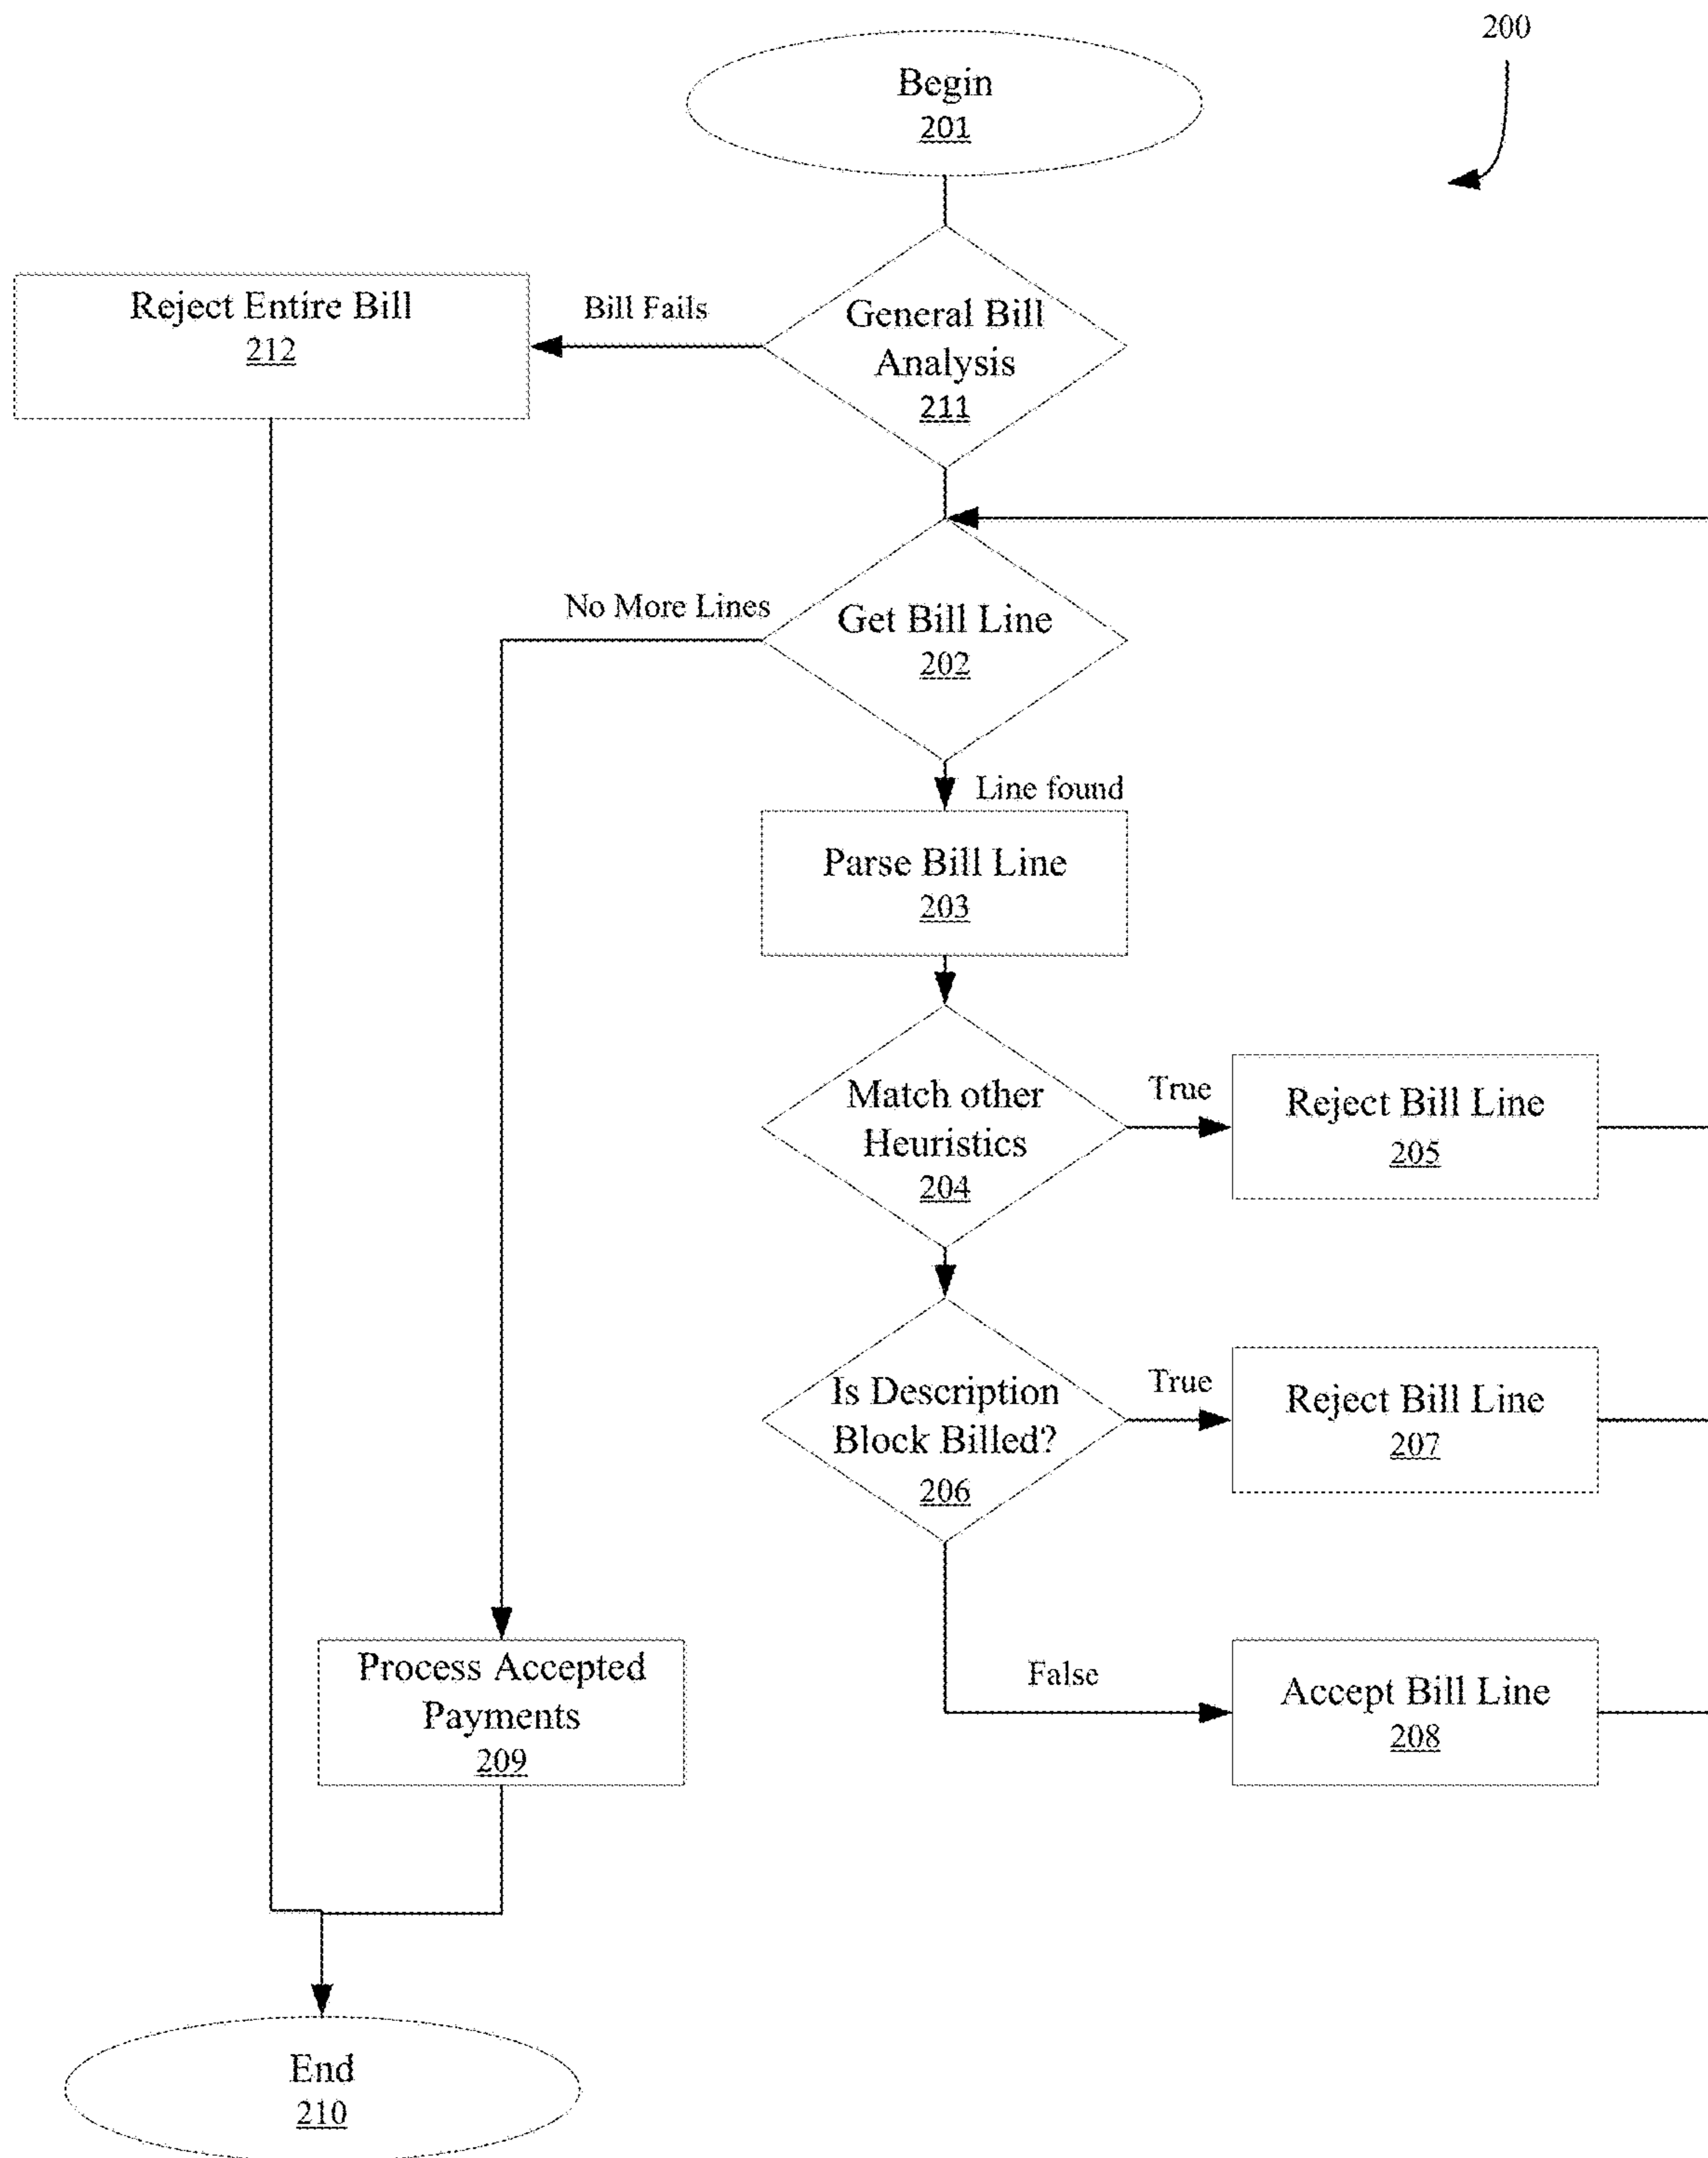 200
Begin
201
Reject Entire Bill
212
Bill Fails
General Bill
Analysis
211
No More Lines
Get Bill Line
202
Line found
Parse Bill Line
203
Match other
Heuristics
204
True
Reject Bill Line
205
Is Description
Block Billed?
206
True
Reject Bill Line
207
False
Accept Bill Line
208
Process Accepted
Payments
209
End
210